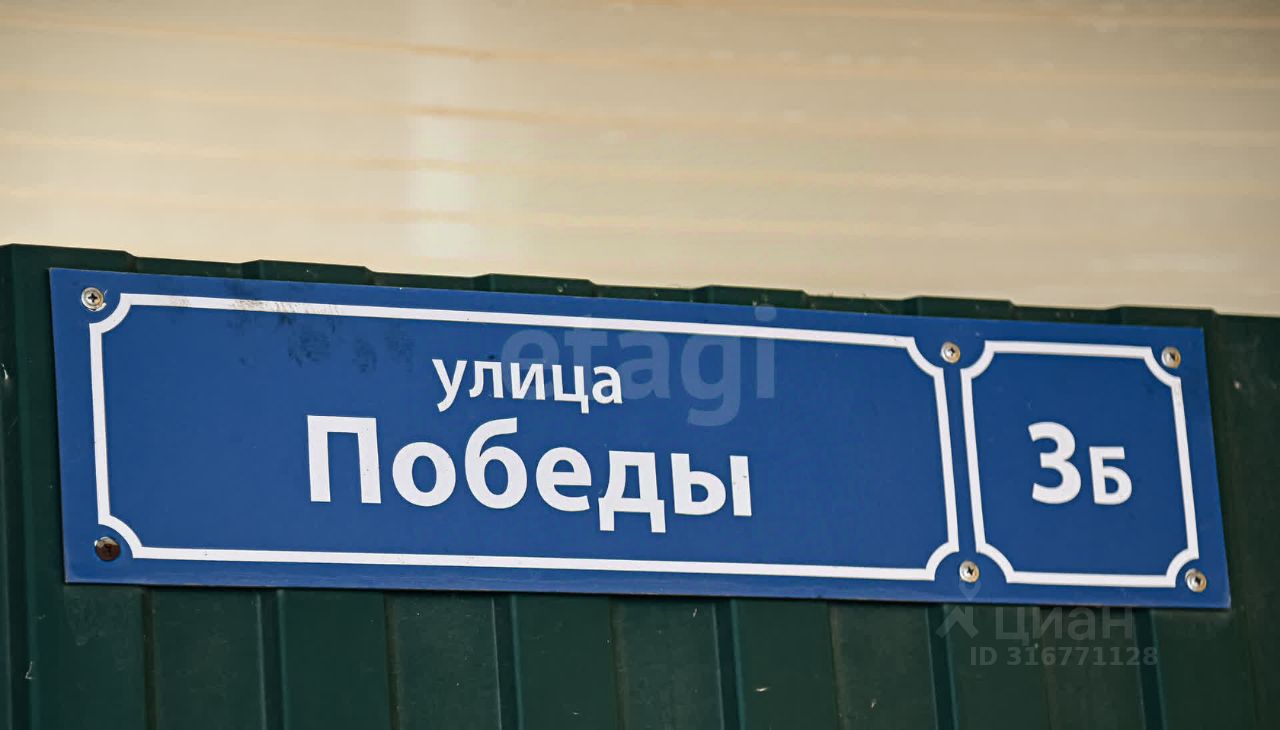 etagi
улица
Победы
3Б
циан
ID 316771128